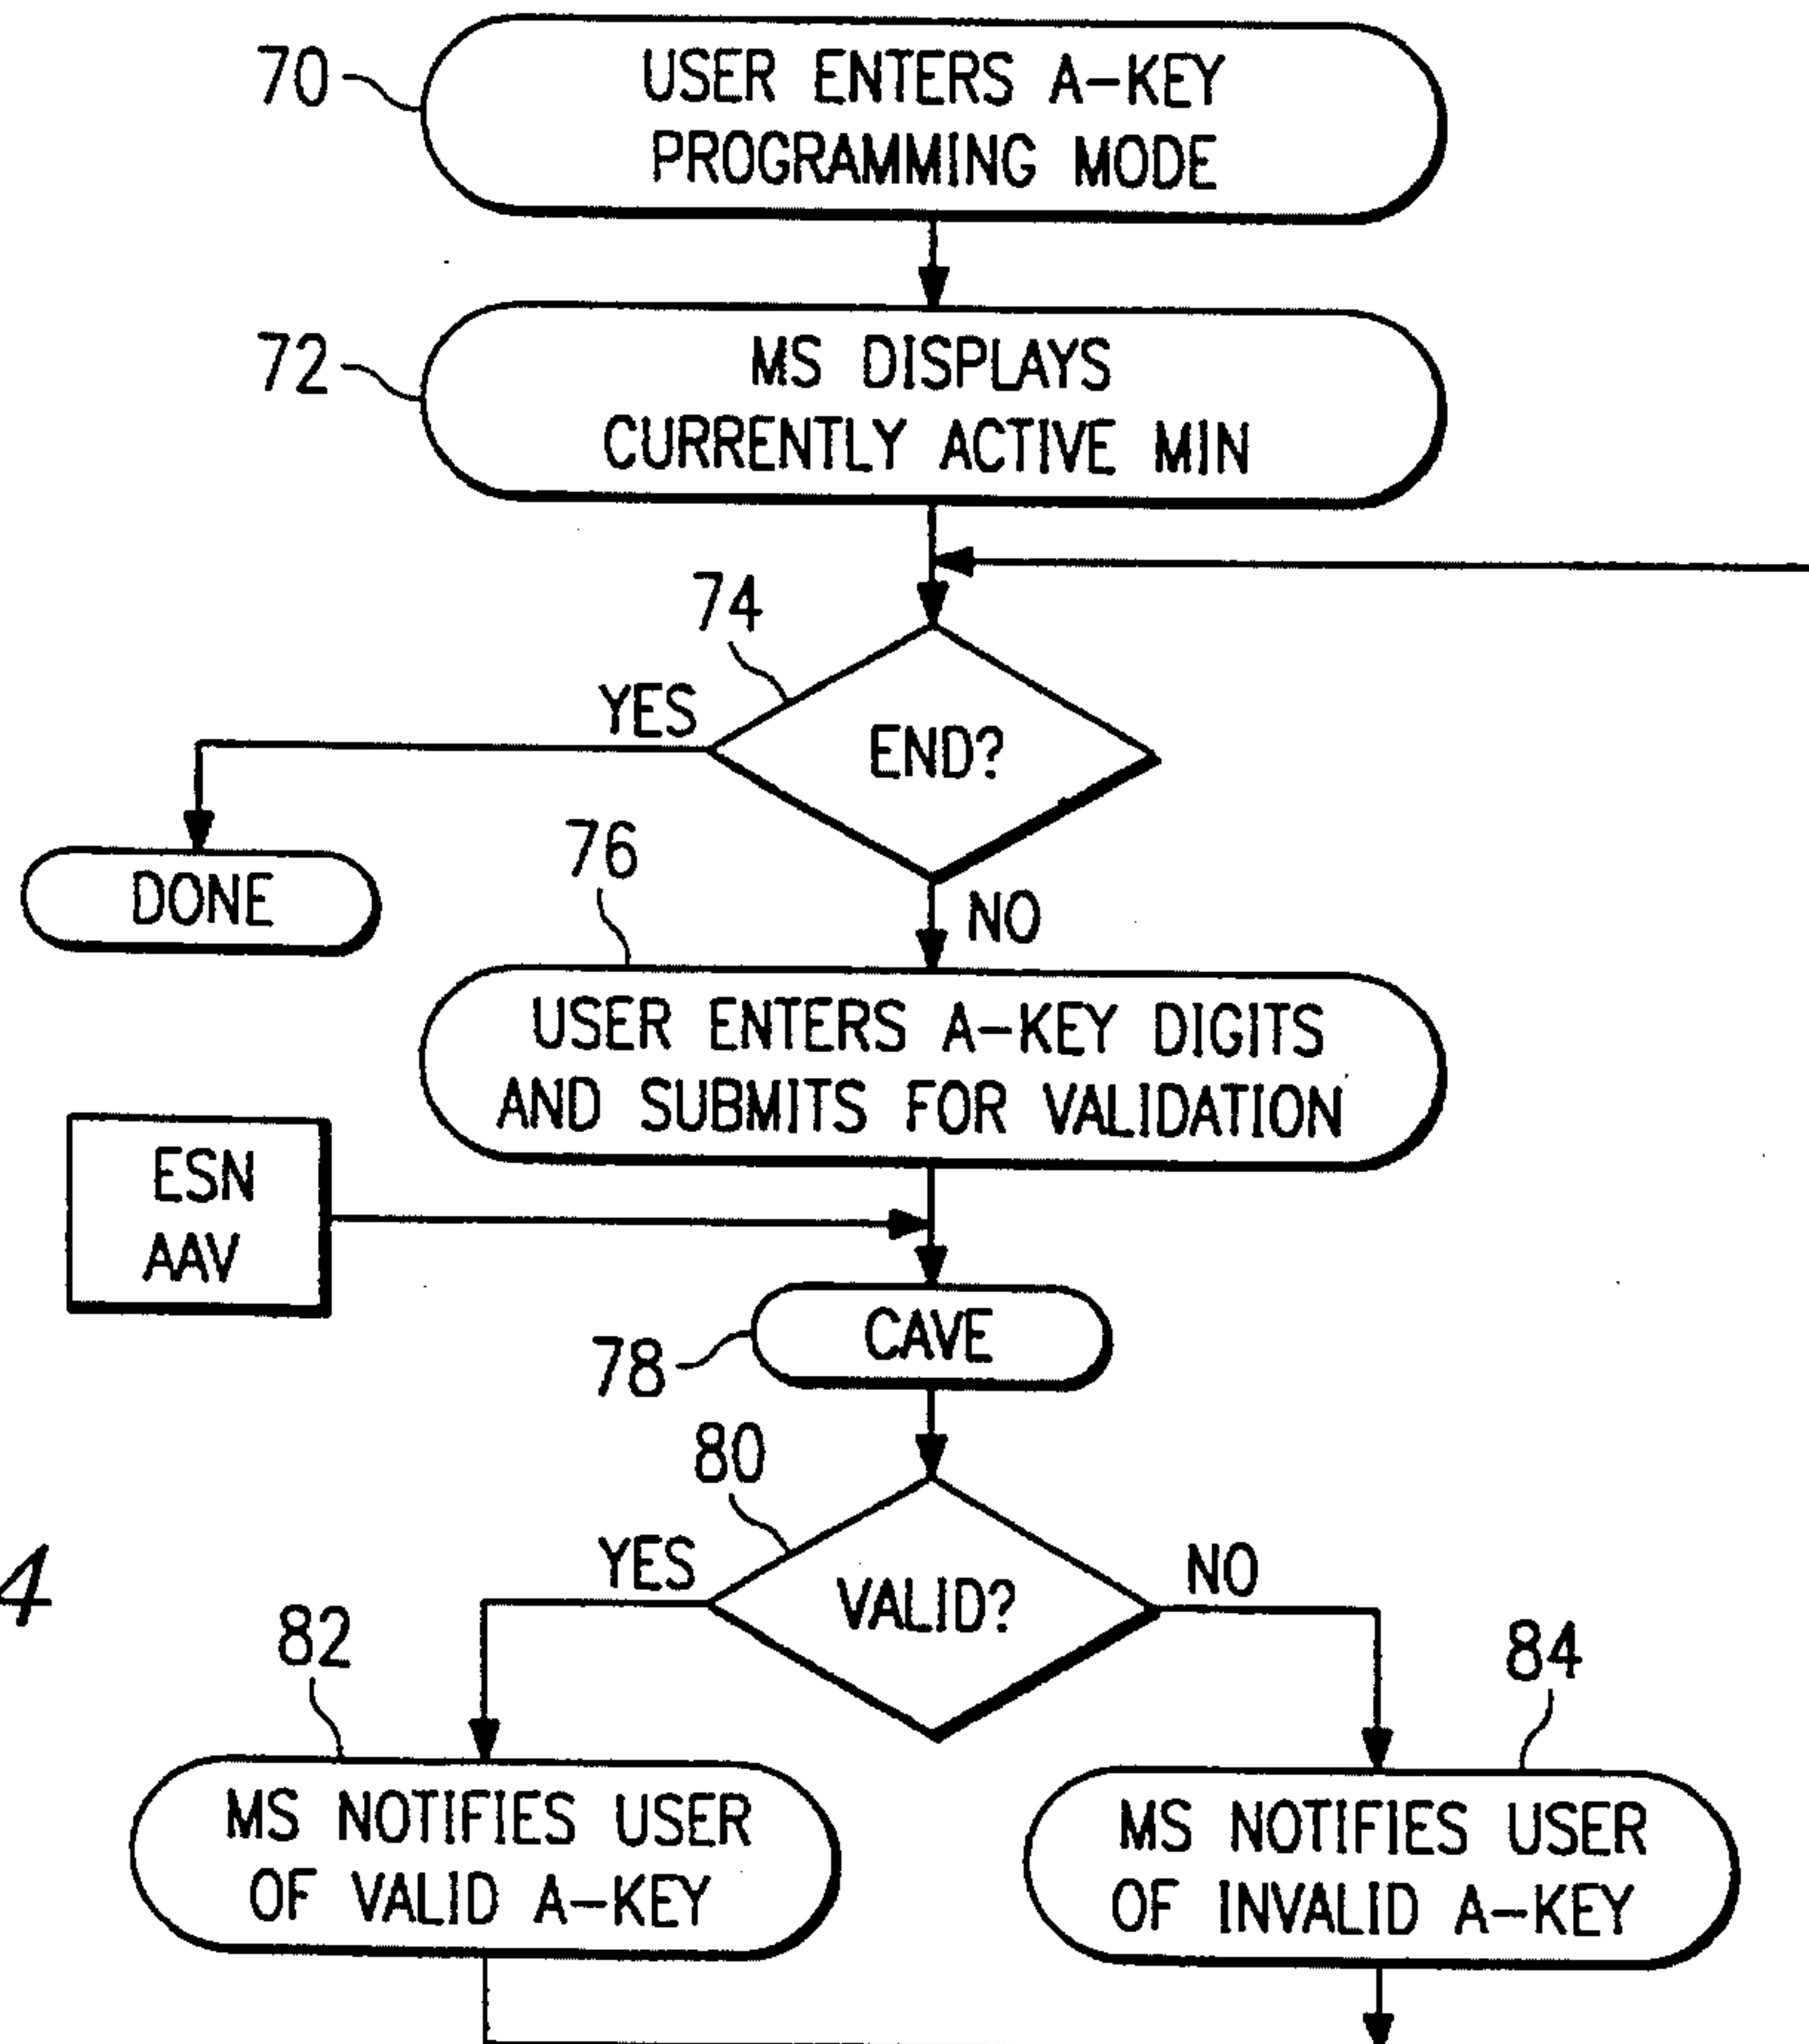 70
USER ENTERS A-KEY
PROGRAMMING MODE
72
MS DISPLAYS
CURRENTLY ACTIVE MIN
74
YES
END?
DONE
76
NO
USER ENTERS A-KEY DIGITS
AND SUBMITS FOR VALIDATION
ESN
AAV
78
CAVE
80
YES
VALID?
NO
4
82
84
MS NOTIFIES USER
OF VALID A-KEY
MS NOTIFIES USER
OF INVALID A-KEY